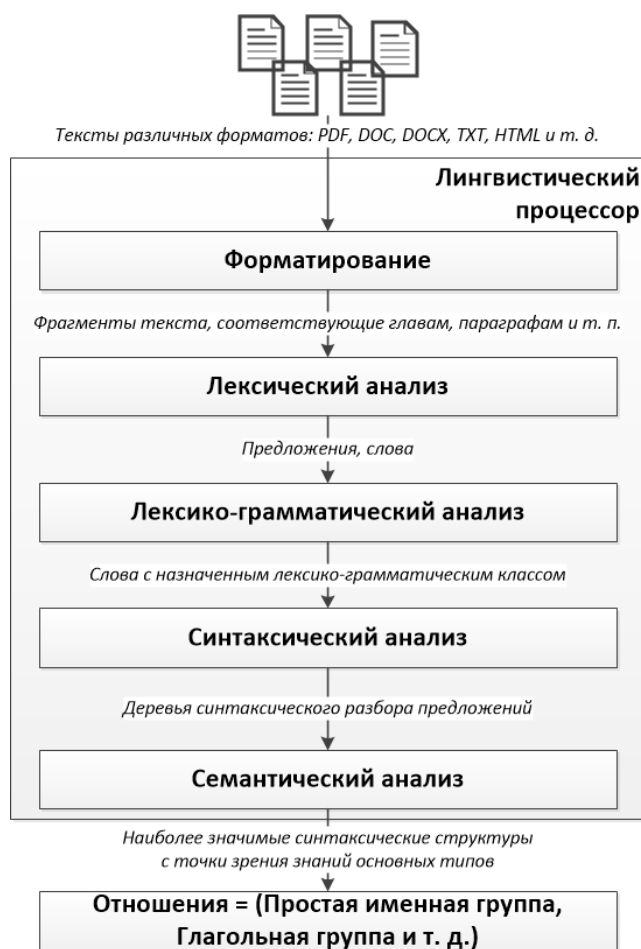 Тексты различных форматов: PDF, DOC, DOCX, TXT, HTML и т. д.
Лингвистический
процессор
Форматирование
Фрагменты текста, соответствующие главам, параграфам и т. п.
Лексический анализ
Предложения, слова
Лексико-грамматический анализ
Слова с назначенным лексико-грамматическим классом
Синтаксический анализ
Деревья синтаксического разбора предложений
Семантический анализ
Наиболее значимые синтаксические структуры
с точки зрения знаний основных типов
Отношения = (Простая именная группа,
Глагольная группа и т. д.)